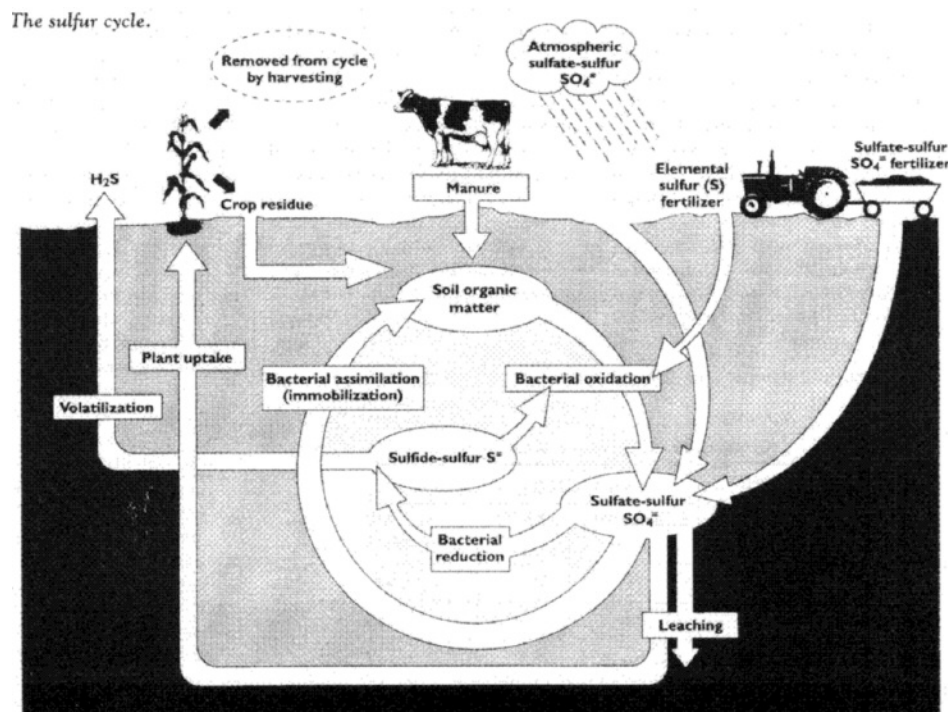 The sulfur cycle.
Removed from cycle
by harvesting
Atmospheric
sulfate-sulfur
SO₄⁼
Sulfate-sulfur
SO₄⁼ fertilizer
Elemental
sulfur (S)
fertilizer
H₂S
Crop residue
Manure
Soil organic
matter
Plant uptake
Bacterial assimilation
(immobilization)
Bacterial oxidation
Volatilization
Sulfide-sulfur S⁼
Sulfate-sulfur
SO₄⁼
Bacterial
reduction
Leaching